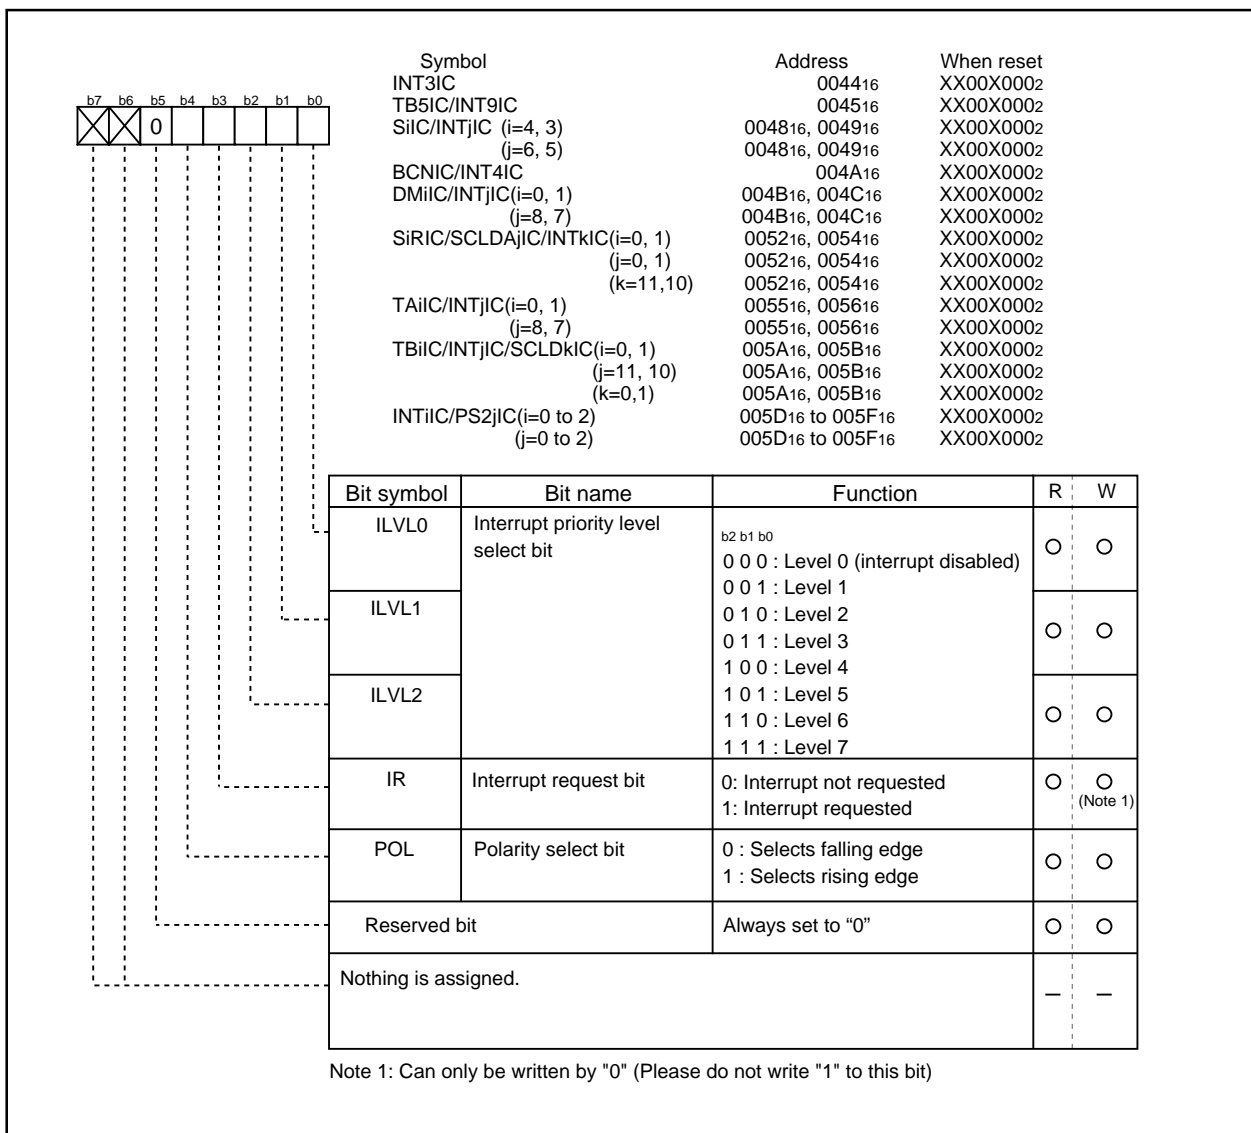 Symbol Address When reset
INT3IC 004416 XX00X0002
TB5IC/INT9IC 004516 XX00X0002
SiIC/INTjIC (i=4, 3) 004816, 004916 XX00X0002
(j=6, 5) 004816, 004916 XX00X0002
BCNIC/INT4IC 004A16 XX00X0002
DMiIC/INTjIC(i=0, 1) 004B16, 004C16 XX00X0002
(j=8, 7) 004B16, 004C16 XX00X0002
SiRIC/SCLDAjIC/INTkIC(i=0, 1) 005216, 005416 XX00X0002
(j=0, 1) 005216, 005416 XX00X0002
(k=11,10) 005216, 005416 XX00X0002
TAiIC/INTjIC(i=0, 1) 005516, 005616 XX00X0002
(j=8, 7) 005516, 005616 XX00X0002
TBiIC/INTjIC/SCLDkIC(i=0, 1) 005A16, 005B16 XX00X0002
(j=11, 10) 005A16, 005B16 XX00X0002
(k=0,1) 005A16, 005B16 XX00X0002
INTiIC/PS2jIC(i=0 to 2) 005D16 to 005F16 XX00X0002
(j=0 to 2) 005D16 to 005F16 XX00X0002
b7 b6 b5 b4 b3 b2 b1 b0
0
Bit symbol Bit name Function R W
ILVL0 Interrupt priority level
select bit
b2 b1 b0
0 0 0 : Level 0 (interrupt disabled)
0 0 1 : Level 1
ILVL1 0 1 0 : Level 2
0 1 1 : Level 3
1 0 0 : Level 4
ILVL2 1 0 1 : Level 5
1 1 0 : Level 6
1 1 1 : Level 7
IR Interrupt request bit 0: Interrupt not requested
1: Interrupt requested (Note 1)
POL Polarity select bit 0 : Selects falling edge
1 : Selects rising edge
Reserved bit Always set to “0”
Nothing is assigned. – –
Note 1: Can only be written by "0" (Please do not write "1" to this bit)